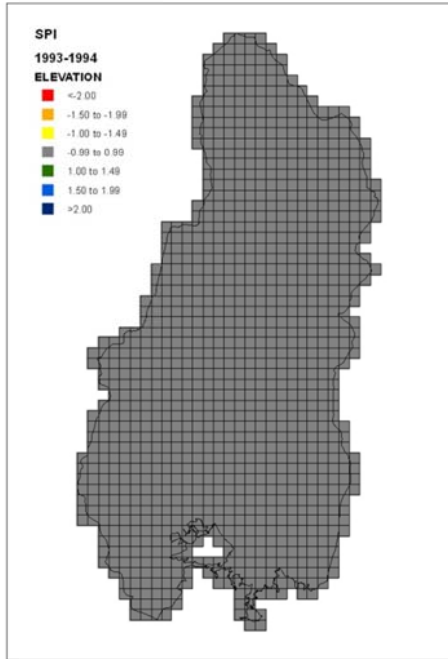 SPI
1993-1994
ELEVATION
<-2.00
-1.50 to -1.99
-1.00 to -1.49
-0.99 to 0.99
1.00 to 1.49
1.50 to 1.99
>2.00